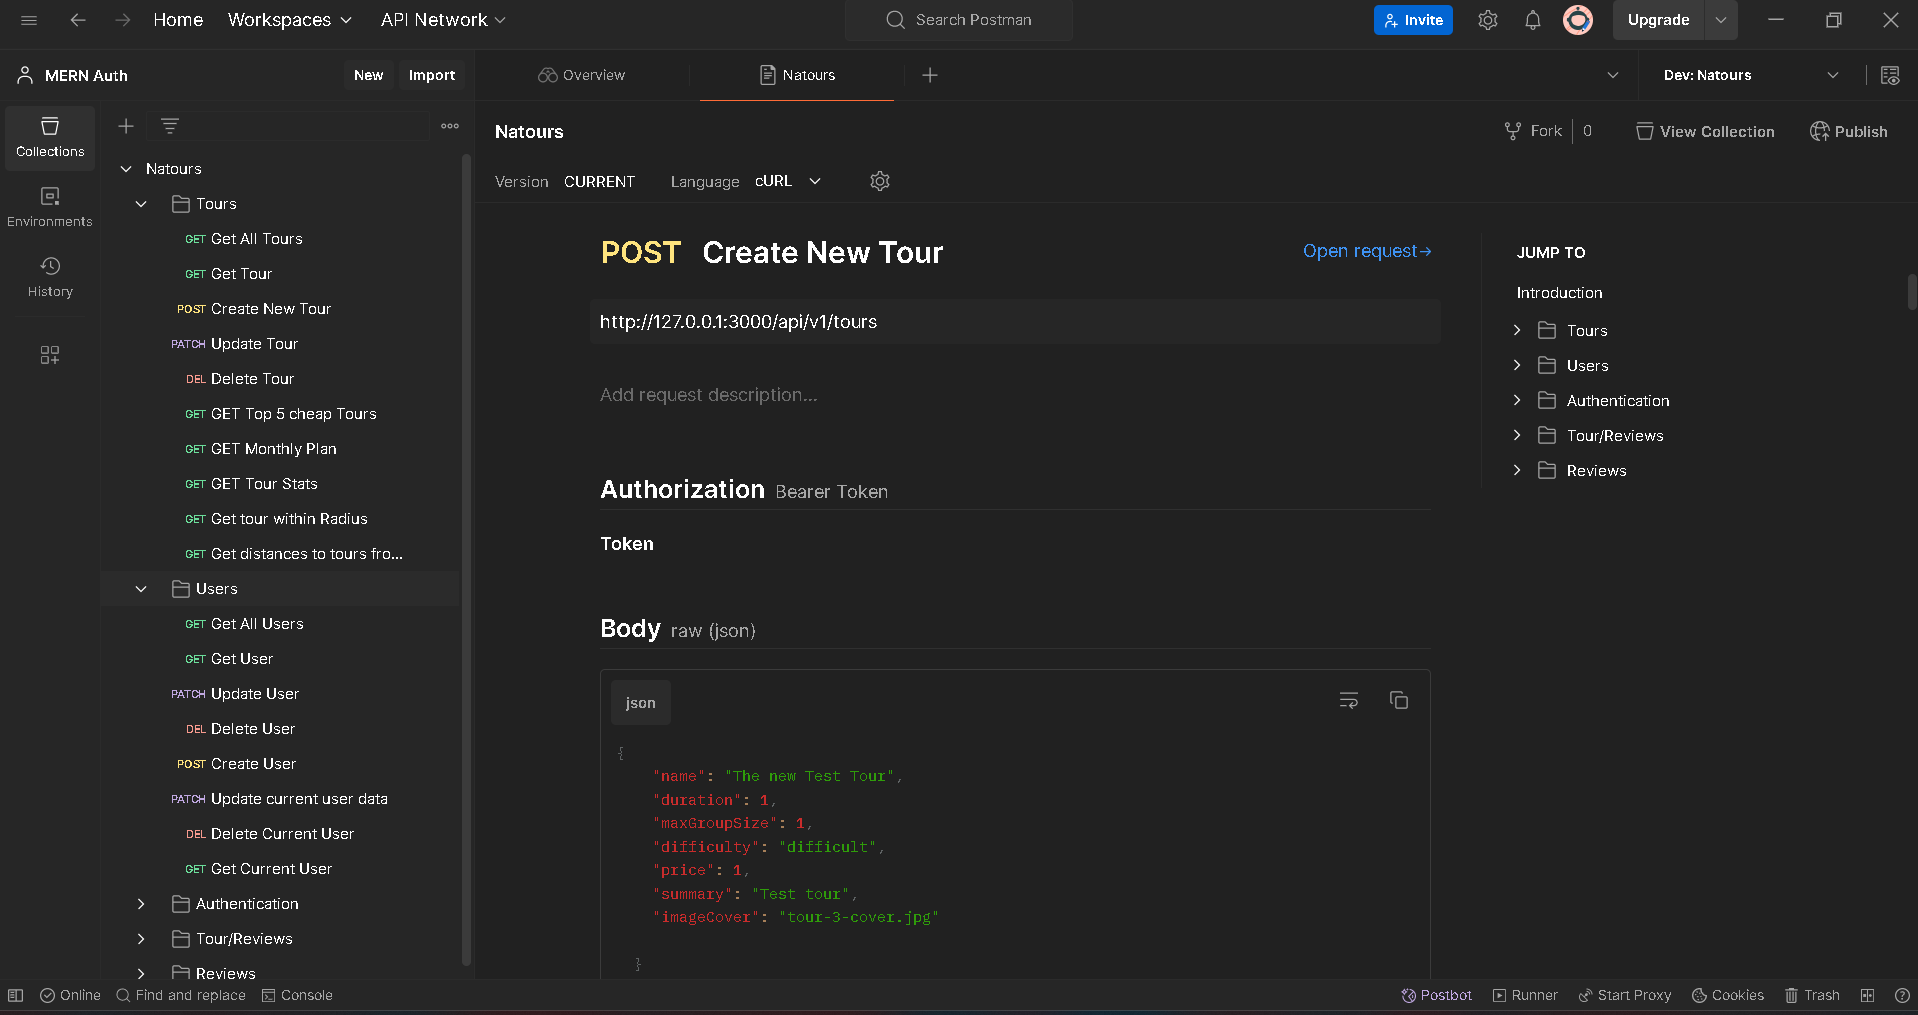 Home Workspaces API Network Search Postman Invite Upgrade
MERN Auth New Import Overview Natours Dev: Natours
Collections
Environments
History
Natours
Tours
GET Get All Tours
GET Get Tour
POST Create New Tour
PATCH Update Tour
DEL Delete Tour
GET GET Top 5 cheap Tours
GET GET Monthly Plan
GET GET Tour Stats
GET Get tour within Radius
GET Get distances to tours fro...
Users
GET Get All Users
GET Get User
PATCH Update User
DEL Delete User
POST Create User
PATCH Update current user data
DEL Delete Current User
GET Get Current User
Authentication
Tour/Reviews
Reviews
Natours Fork 0 View Collection Publish
Version CURRENT Language cURL
POST Create New Tour Open request→
http://127.0.0.1:3000/api/v1/tours
Add request description...
Authorization Bearer Token
Token
Body raw (json)
json
{
"name": "The new Test Tour",
"duration": 1,
"maxGroupSize": 1,
"difficulty": "difficult",
"price": 1,
"summary": "Test tour",
"imageCover": "tour-3-cover.jpg"
}
JUMP TO
Introduction
Tours
Users
Authentication
Tour/Reviews
Reviews
Online Find and replace Console Postbot Runner Start Proxy Cookies Trash